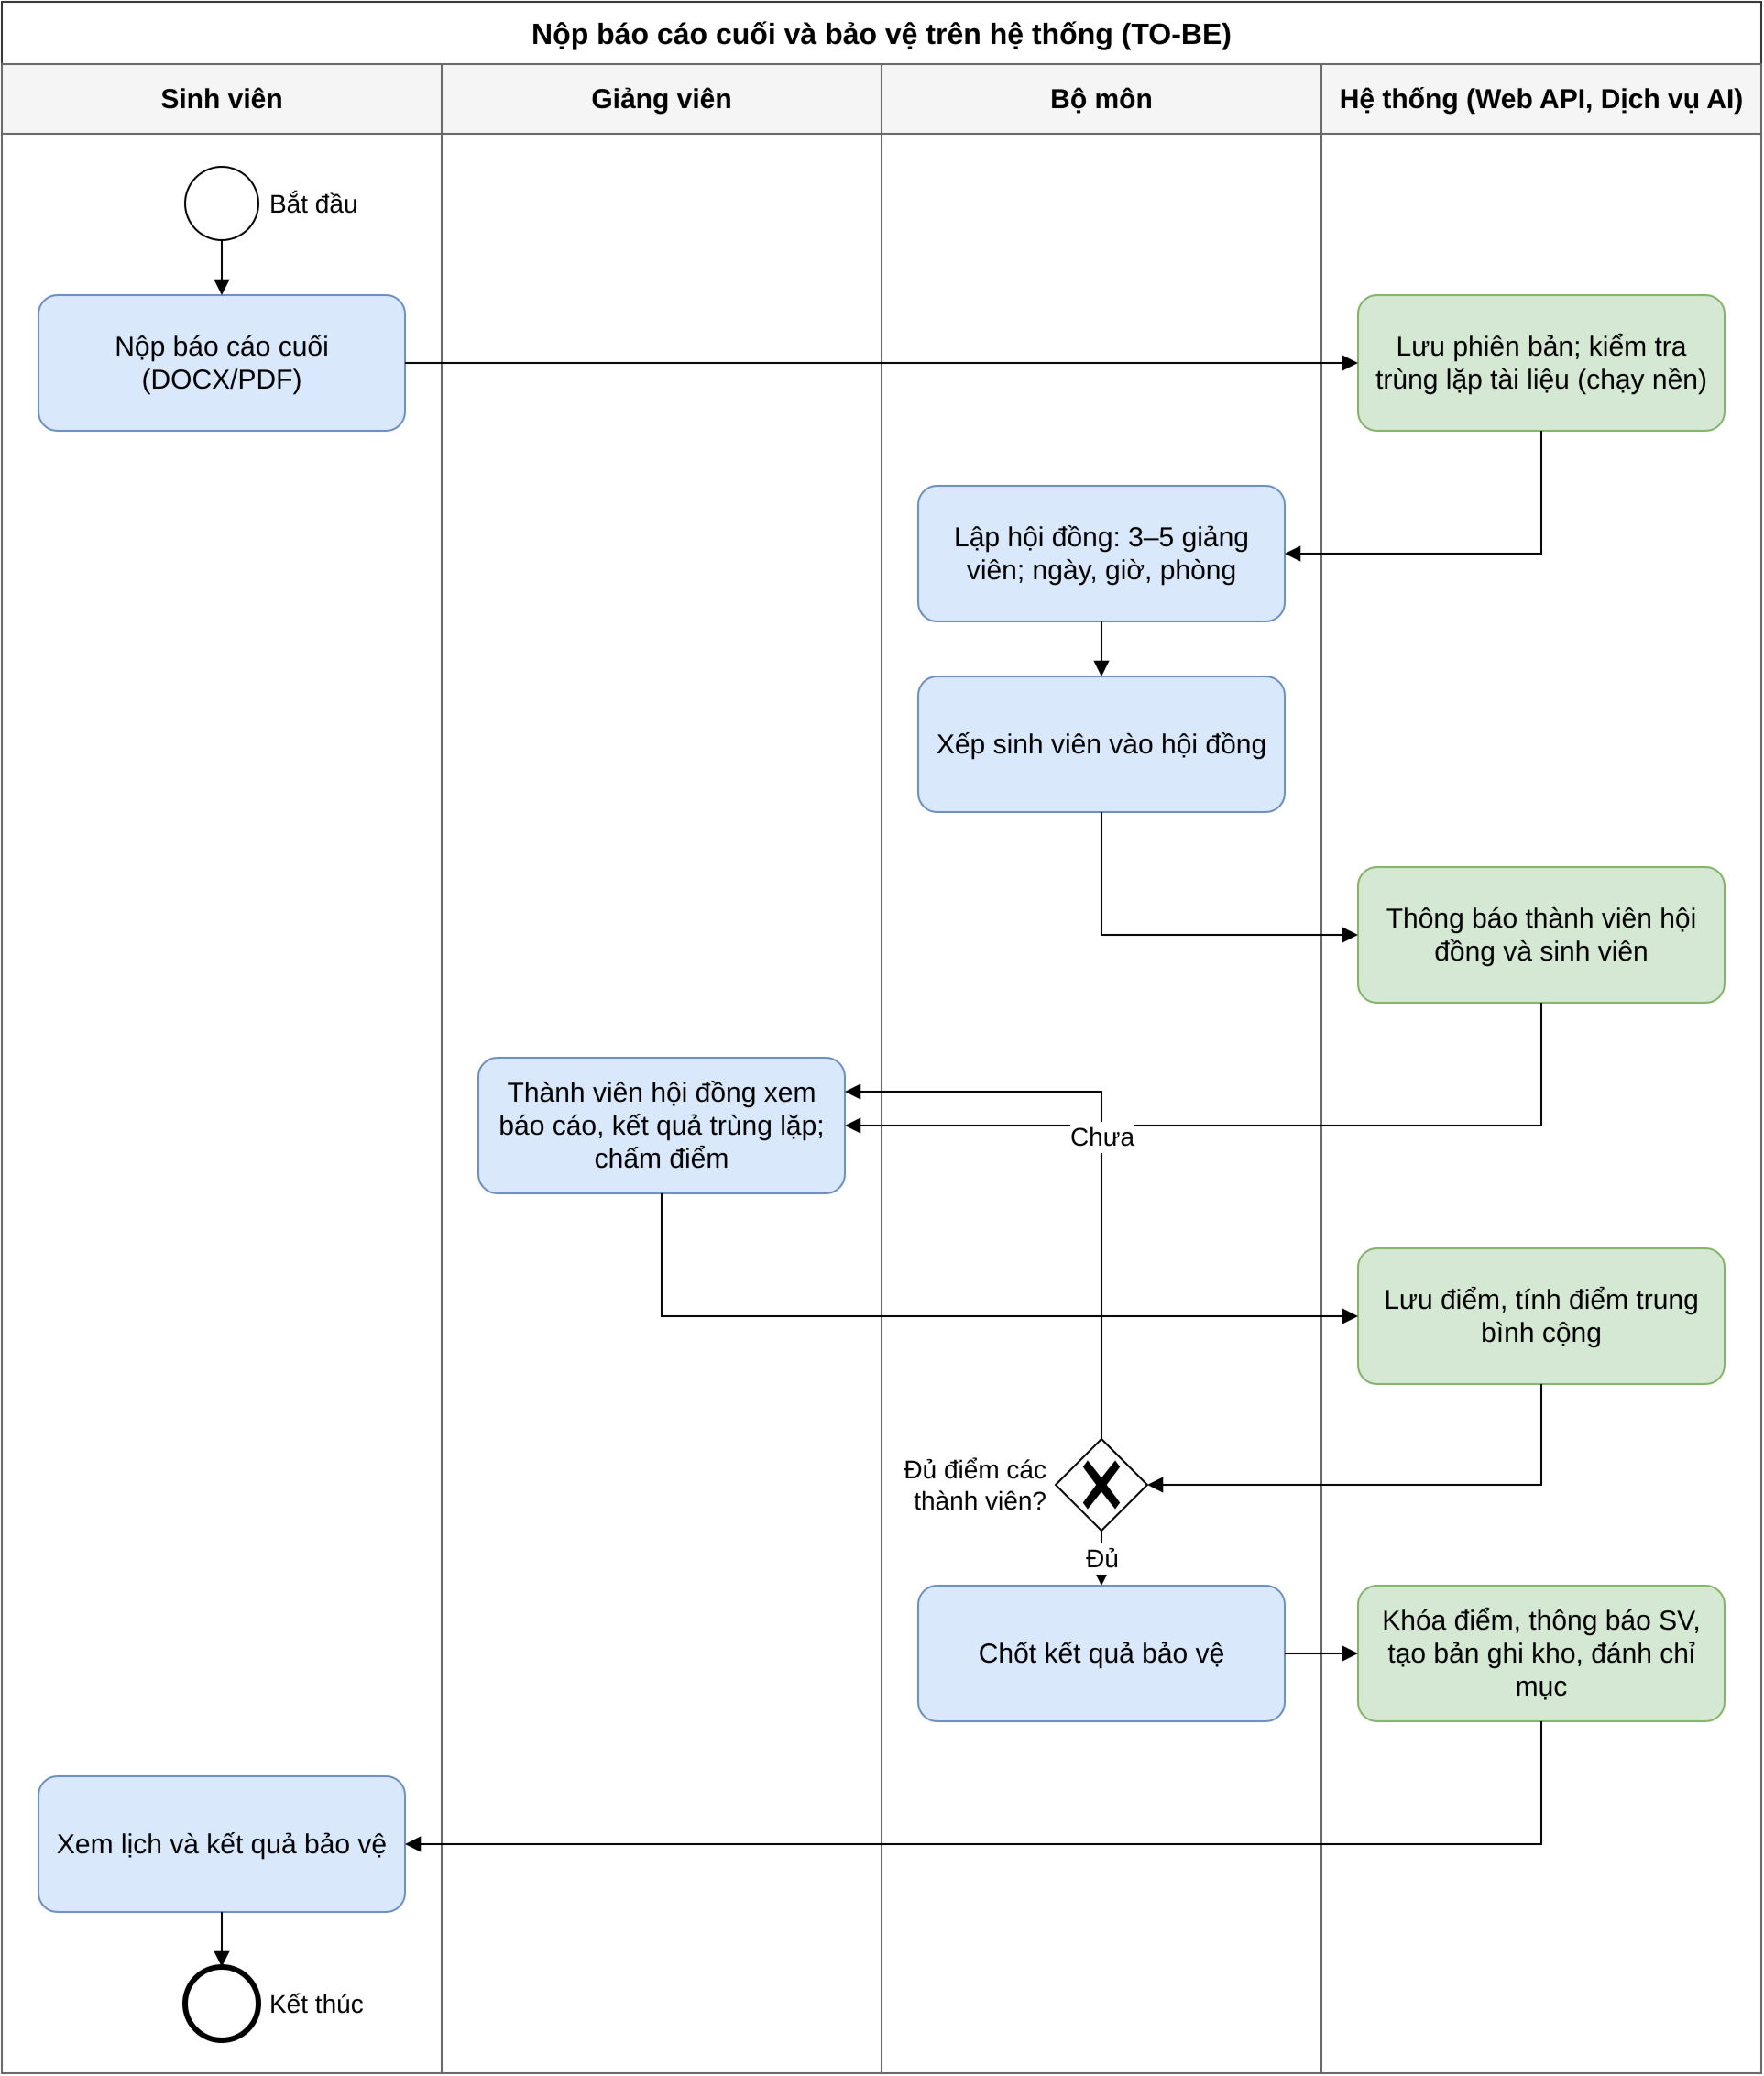 Nộp báo cáo cuối và bảo vệ trên hệ thống (TO-BE)
Sinh viên
Giảng viên
Bộ môn
Hệ thống (Web API, Dịch vụ AI)
Bắt đầu
Nộp báo cáo cuối
(DOCX/PDF)
Lưu phiên bản; kiểm tra
trùng lặp tài liệu (chạy nền)
Lập hội đồng: 3–5 giảng
viên; ngày, giờ, phòng
Xếp sinh viên vào hội đồng
Thông báo thành viên hội
đồng và sinh viên
Thành viên hội đồng xem
báo cáo, kết quả trùng lặp;
chấm điểm
Chưa
Lưu điểm, tính điểm trung
bình cộng
Đủ điểm các
thành viên?
Đủ
Chốt kết quả bảo vệ
Khóa điểm, thông báo SV,
tạo bản ghi kho, đánh chỉ
mục
Xem lịch và kết quả bảo vệ
Kết thúc